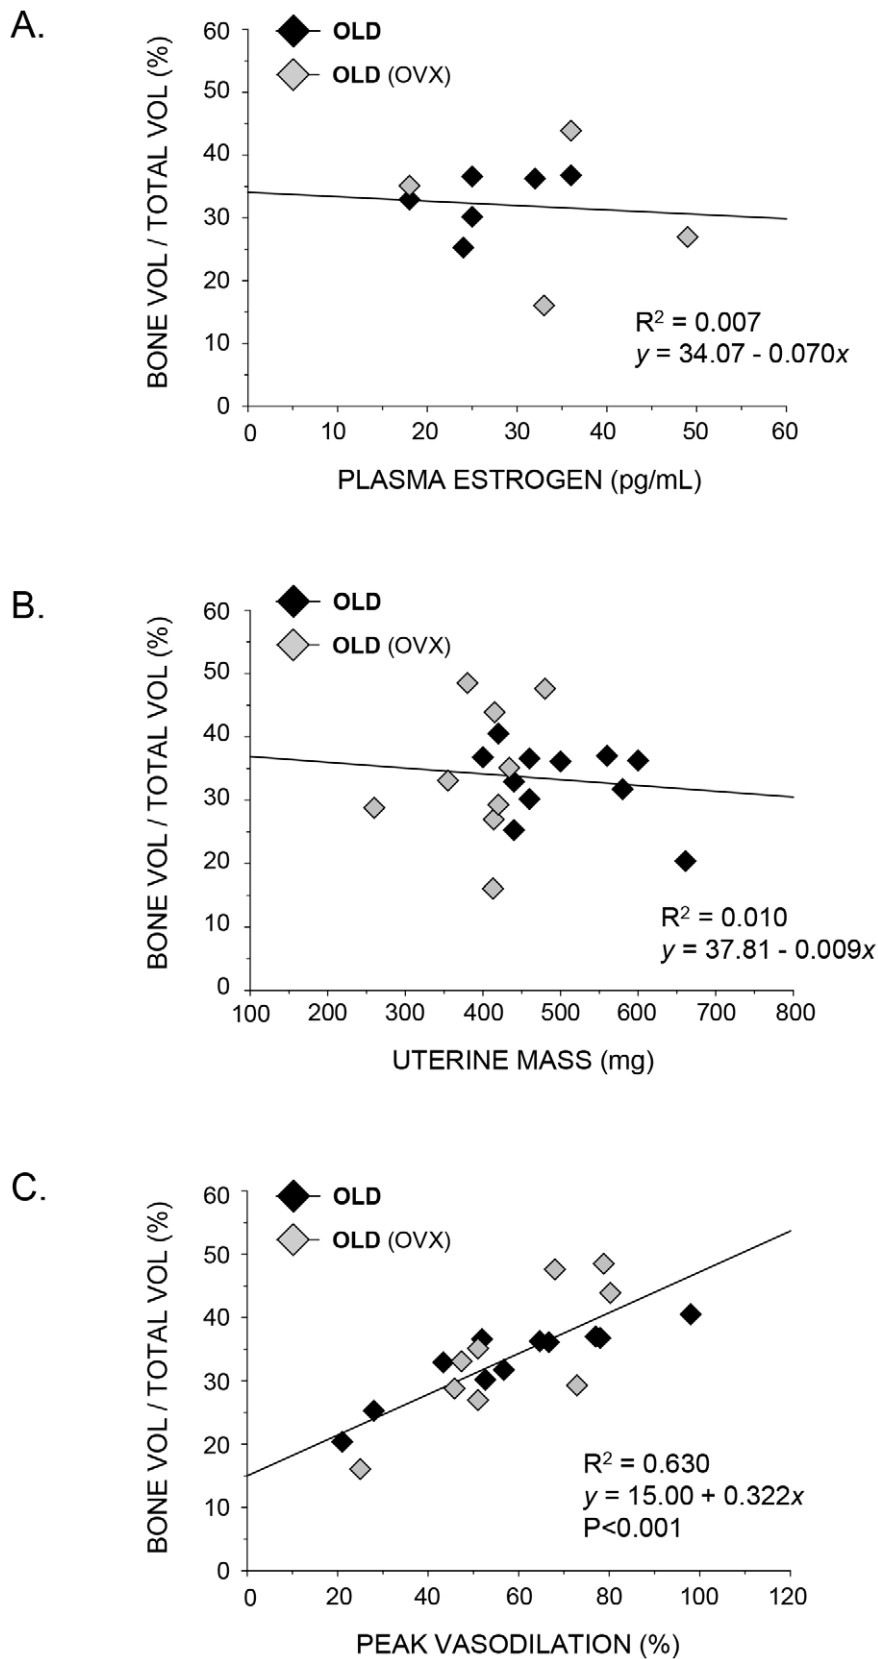 A.
OLD
OLD (OVX)
BONE VOL / TOTAL VOL (%)
60
50
40
30
20
10
0
R² = 0.007
y = 34.07 - 0.070x
0 10 20 30 40 50 60
PLASMA ESTROGEN (pg/mL)
B.
OLD
OLD (OVX)
BONE VOL / TOTAL VOL (%)
60
50
40
30
20
10
0
R² = 0.010
y = 37.81 - 0.009x
100 200 300 400 500 600 700 800
UTERINE MASS (mg)
C.
OLD
OLD (OVX)
BONE VOL / TOTAL VOL (%)
60
50
40
30
20
10
0
R² = 0.630
y = 15.00 + 0.322x
P<0.001
0 20 40 60 80 100 120
PEAK VASODILATION (%)